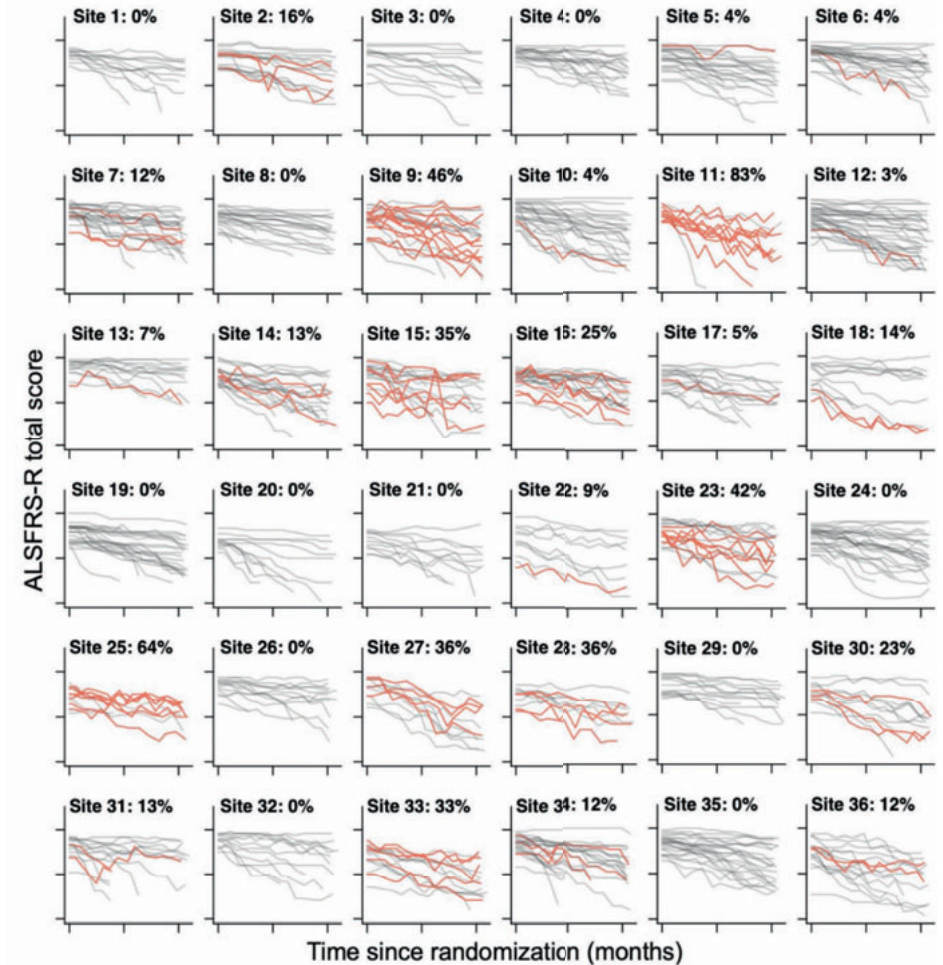 Site 1: 0%
Site 2: 16%
Site 3: 0%
Site 4: 0%
Site 5: 4%
Site 6: 4%
Site 7: 12%
Site 8: 0%
Site 9: 46%
Site 10: 4%
Site 11: 83%
Site 12: 3%
Site 13: 7%
Site 14: 13%
Site 15: 35%
Site 16: 25%
Site 17: 5%
Site 18: 14%
Site 19: 0%
Site 20: 0%
Site 21: 0%
Site 22: 9%
Site 23: 42%
Site 24: 0%
Site 25: 64%
Site 26: 0%
Site 27: 36%
Site 28: 36%
Site 29: 0%
Site 30: 23%
Site 31: 13%
Site 32: 0%
Site 33: 33%
Site 34: 12%
Site 35: 0%
Site 36: 12%
ALSFRS-R total score
Time since randomization (months)